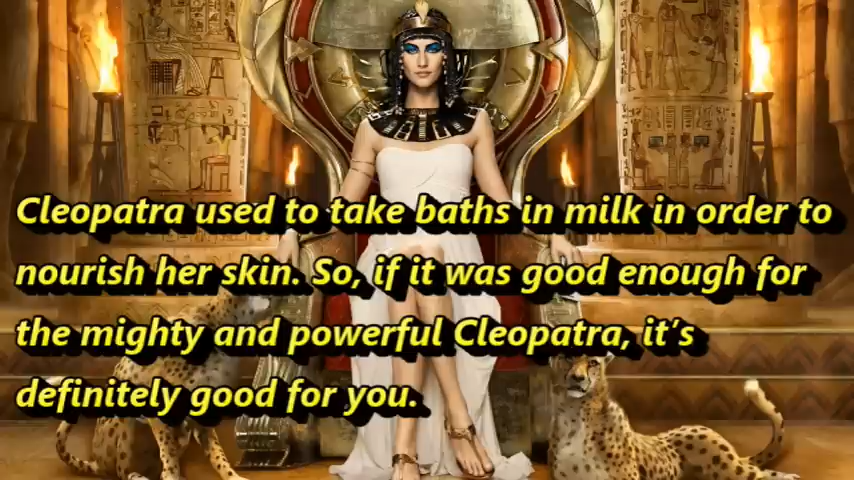 Cleopatra used to take baths in milk in order to
nourish her skin. So, if it was good enough for
the mighty and powerful Cleopatra, it's
definitely good for you.